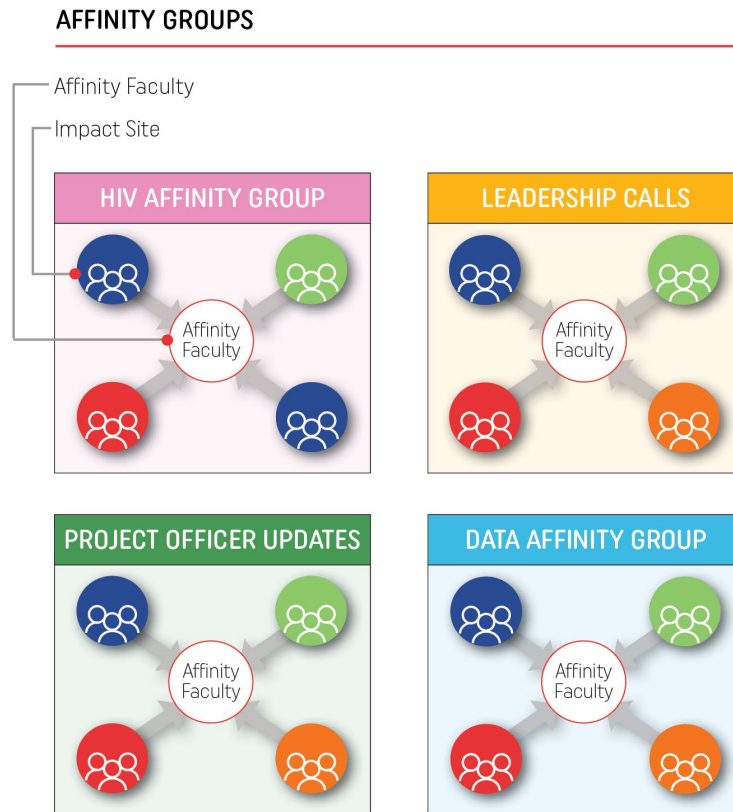 AFFINITY GROUPS
Affinity Faculty
Impact Site
HIV AFFINITY GROUP
Affinity
Faculty
LEADERSHIP CALLS
Affinity
Faculty
PROJECT OFFICER UPDATES
Affinity
Faculty
DATA AFFINITY GROUP
Affinity
Faculty